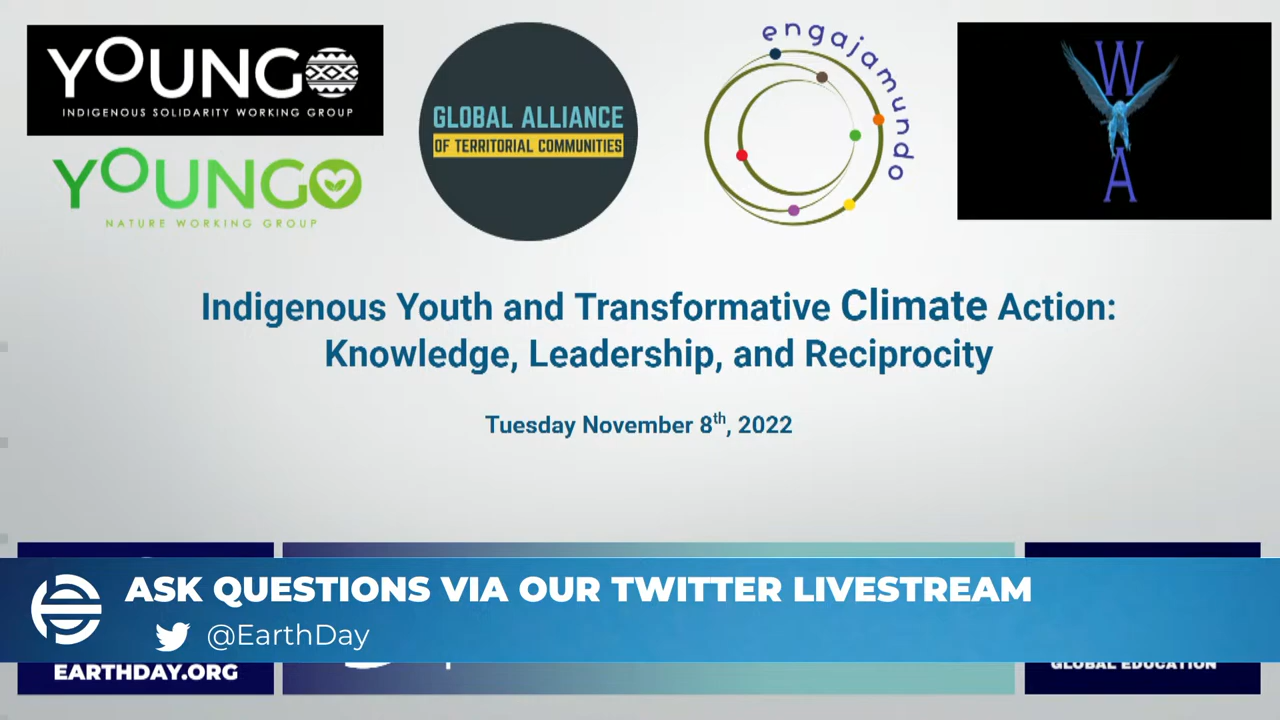 YOUNGO
INDIGENOUS SOLIDARITY WORKING GROUP
YOUNGO
NATURE WORKING GROUP
GLOBAL ALLIANCE
OF TERRITORIAL COMMUNITIES
engajamundo
W
A
Indigenous Youth and Transformative Climate Action:
Knowledge, Leadership, and Reciprocity
Tuesday November 8th, 2022
ASK QUESTIONS VIA OUR TWITTER LIVESTREAM
@EarthDay
EARTHDAY.ORG
GLOBAL EDUCATION